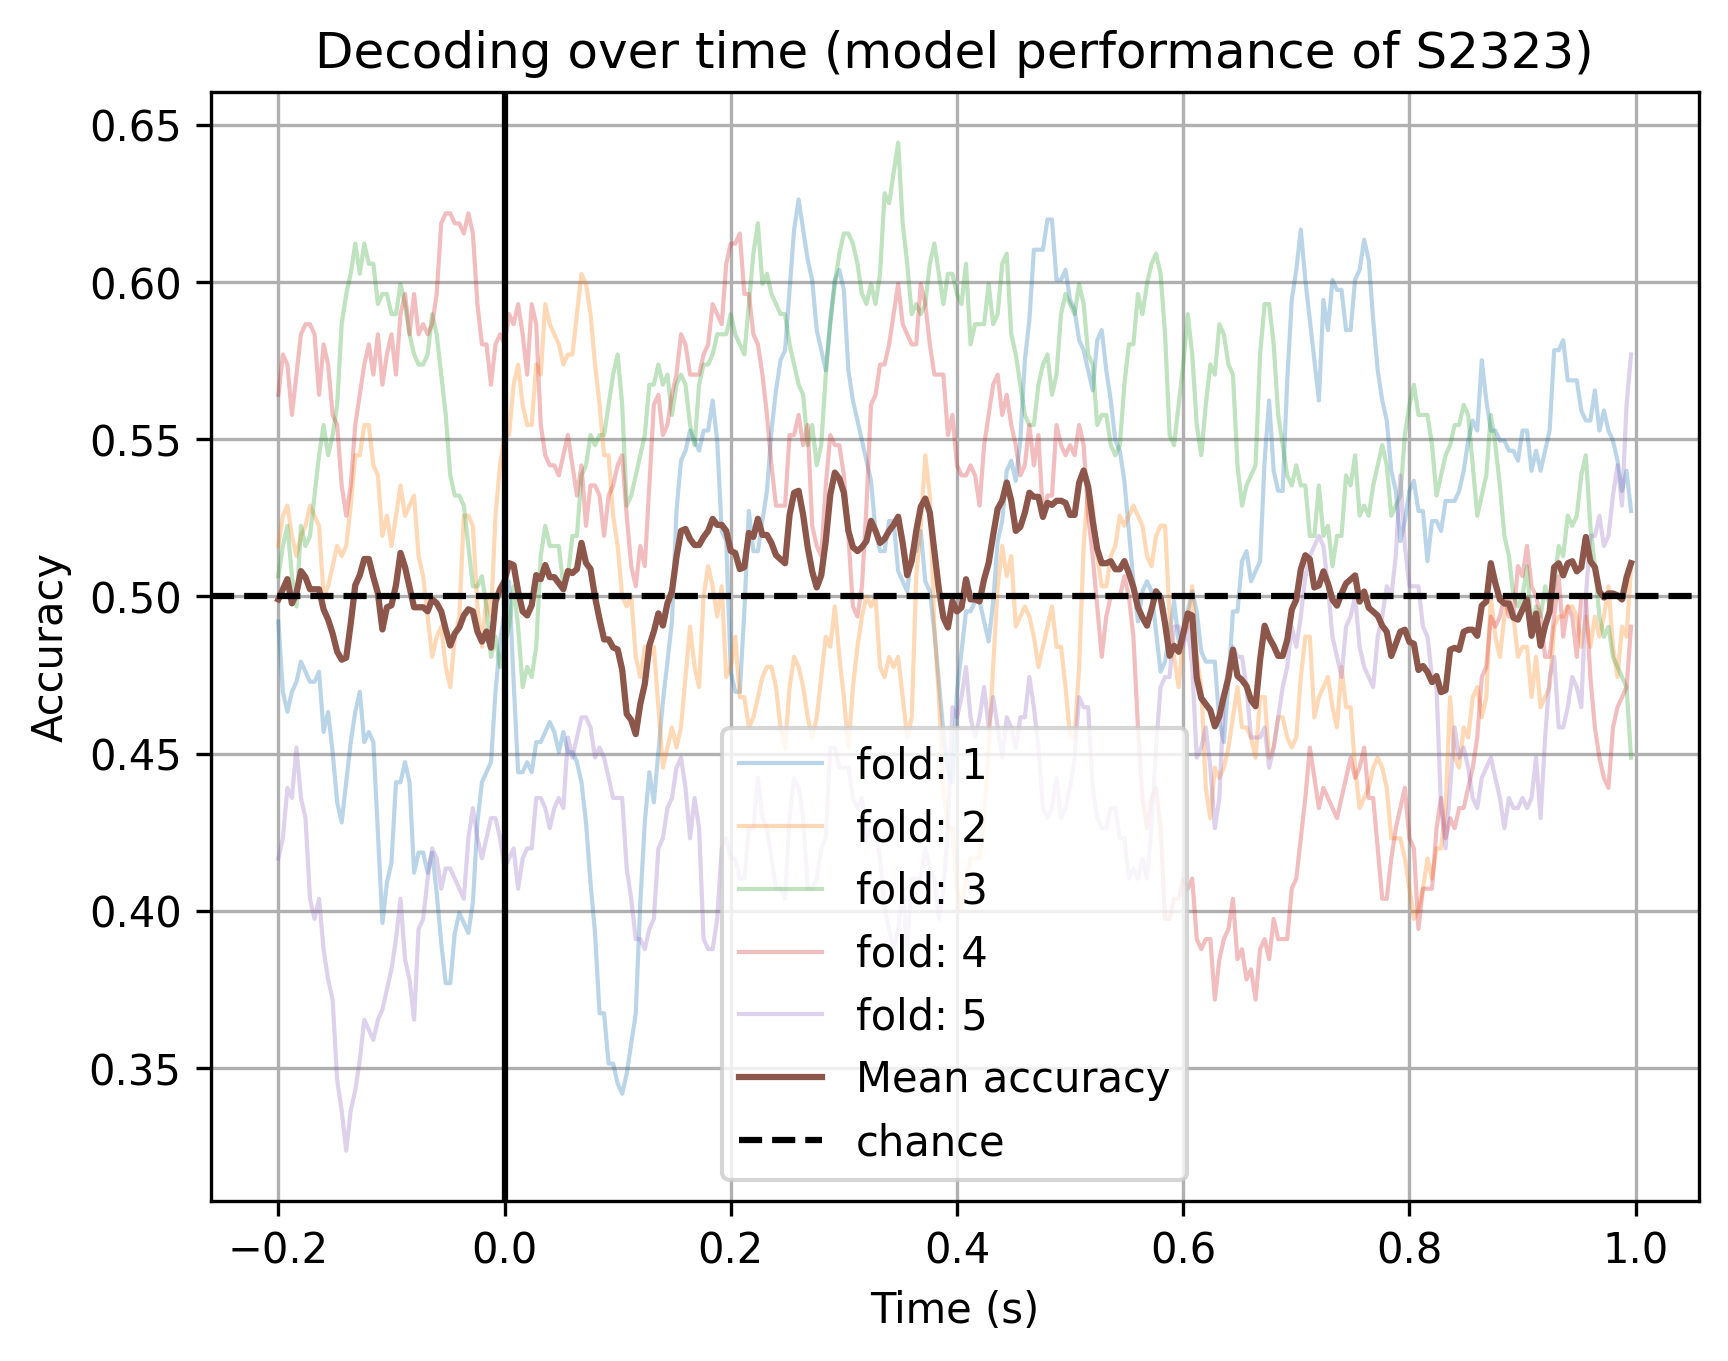 Decoding over time (model performance of S2323)
Accuracy
0.65
0.60
0.55
0.50
0.45
0.40
0.35
fold: 1
fold: 2
fold: 3
fold: 4
fold: 5
Mean accuracy
chance
−0.2 0.0 0.2 0.4 0.6 0.8 1.0
Time (s)